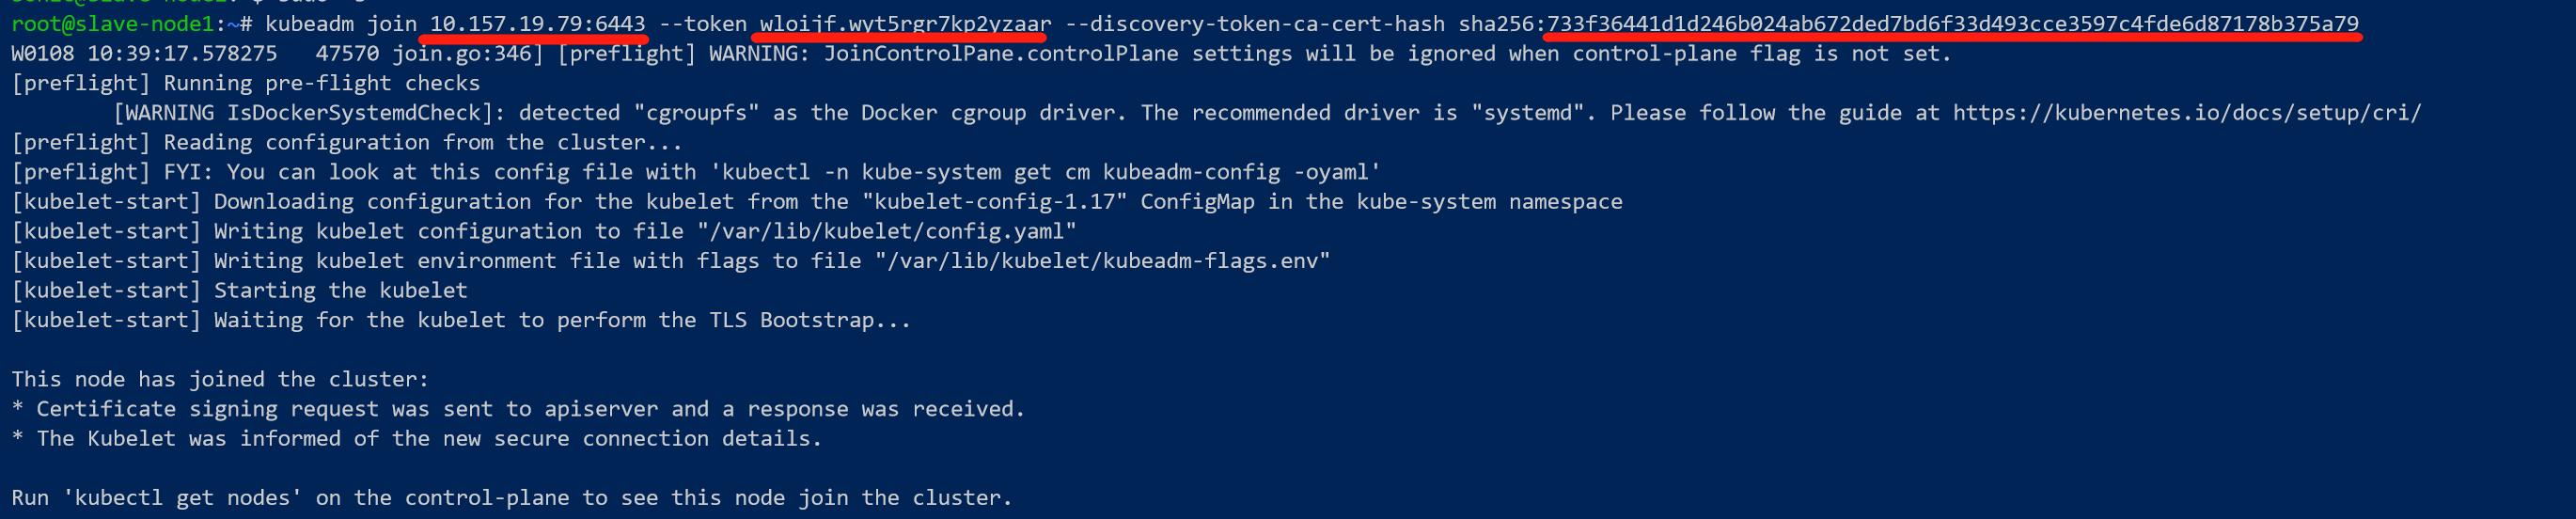 root@slave-node1:~# kubeadm join 10.157.19.79:6443 --token wloijf.wyt5rgr7kp2yzaar --discovery-token-ca-cert-hash sha256:733f36441d1d246b024ab672ded7bd6f33d493cce3597c4fde6d87178b375a79
W0108 10:39:17.578275   47570 join.go:346] [preflight] WARNING: JoinControlPane.controlPlane settings will be ignored when control-plane flag is not set.
[preflight] Running pre-flight checks
        [WARNING IsDockerSystemdCheck]: detected "cgroupfs" as the Docker cgroup driver. The recommended driver is "systemd". Please follow the guide at https://kubernetes.io/docs/setup/cri/
[preflight] Reading configuration from the cluster...
[preflight] FYI: You can look at this config file with 'kubectl -n kube-system get cm kubeadm-config -oyaml'
[kubelet-start] Downloading configuration for the kubelet from the "kubelet-config-1.17" ConfigMap in the kube-system namespace
[kubelet-start] Writing kubelet configuration to file "/var/lib/kubelet/config.yaml"
[kubelet-start] Writing kubelet environment file with flags to file "/var/lib/kubelet/kubeadm-flags.env"
[kubelet-start] Starting the kubelet
[kubelet-start] Waiting for the kubelet to perform the TLS Bootstrap...
This node has joined the cluster:
* Certificate signing request was sent to apiserver and a response was received.
* The Kubelet was informed of the new secure connection details.
Run 'kubectl get nodes' on the control-plane to see this node join the cluster.